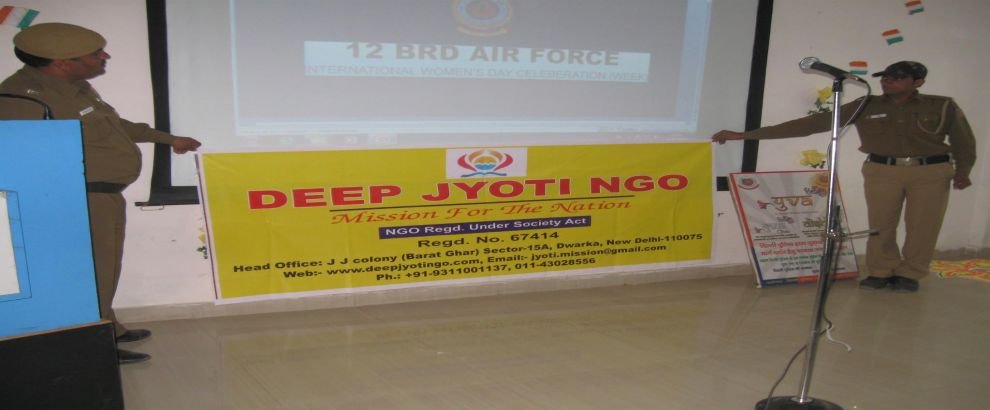 12 BRD AIR FORCE
INTERNATIONAL WOMEN'S DAY CELEBERATION (WEEK)
DEEP JYOTI NGO
Mission For The Nation
NGO Regd. Under Society Act
Regd. No. 67414
Head Office: J J colony (Barat Ghar) Sector-15A, Dwarka, New Delhi-110075
Web:- www.deepjyotingo.com, Email:- jyoti.mission@gmail.com
Ph.: +91-9311001137, 011-43028556